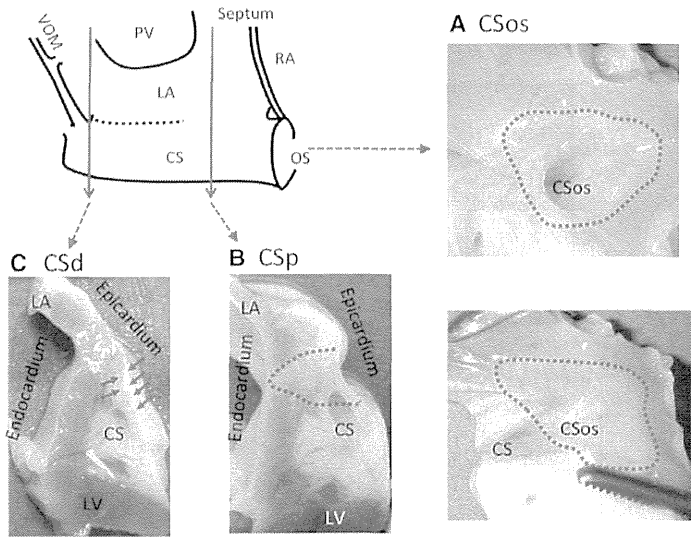 VOM
PV
Septum
LA
RA
CS
OS
A CSos
CSos
C CSd
LA
Epicardium
Endocardium
CS
LV
B CSp
LA
Epicardium
Endocardium
CS
LV
CS
CSos